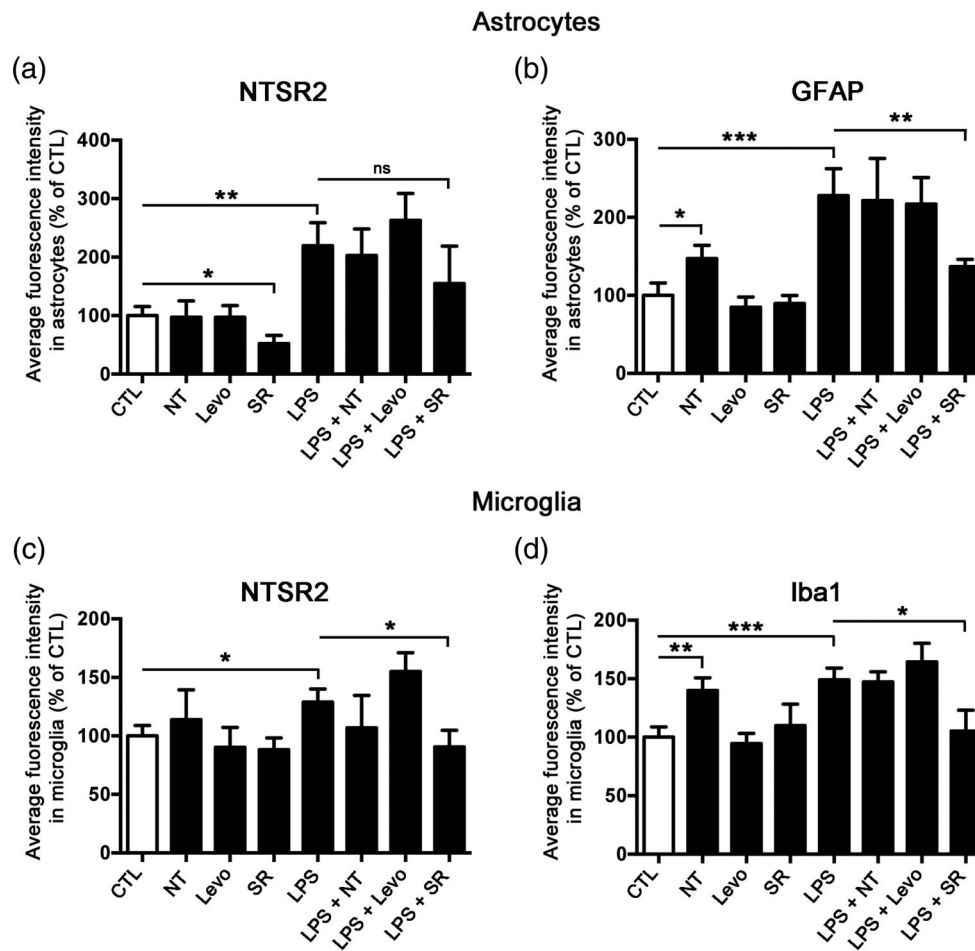 Astrocytes
(a)
NTSR2
Average fuorescence intensity
in astrocytes (% of CTL)
400
300
200
100
0
**
*
ns
CTL
NT
Levo
SR
LPS
LPS + NT
LPS + Levo
LPS + SR
(b)
GFAP
Average fluorescence intensity
in astrocytes (% of CTL)
300
200
100
0
***
**
*
CTL
NT
Levo
SR
LPS
LPS + NT
LPS + Levo
LPS + SR
Microglia
(c)
NTSR2
Average fluorescence intensity
in microglia (% of CTL)
200
150
100
50
0
*
*
CTL
NT
Levo
SR
LPS
LPS + NT
LPS + Levo
LPS + SR
(d)
Iba1
Average fluorescence intensity
in microglia (% of CTL)
200
150
100
50
0
***
*
**
CTL
NT
Levo
SR
LPS
LPS + NT
LPS + Levo
LPS + SR